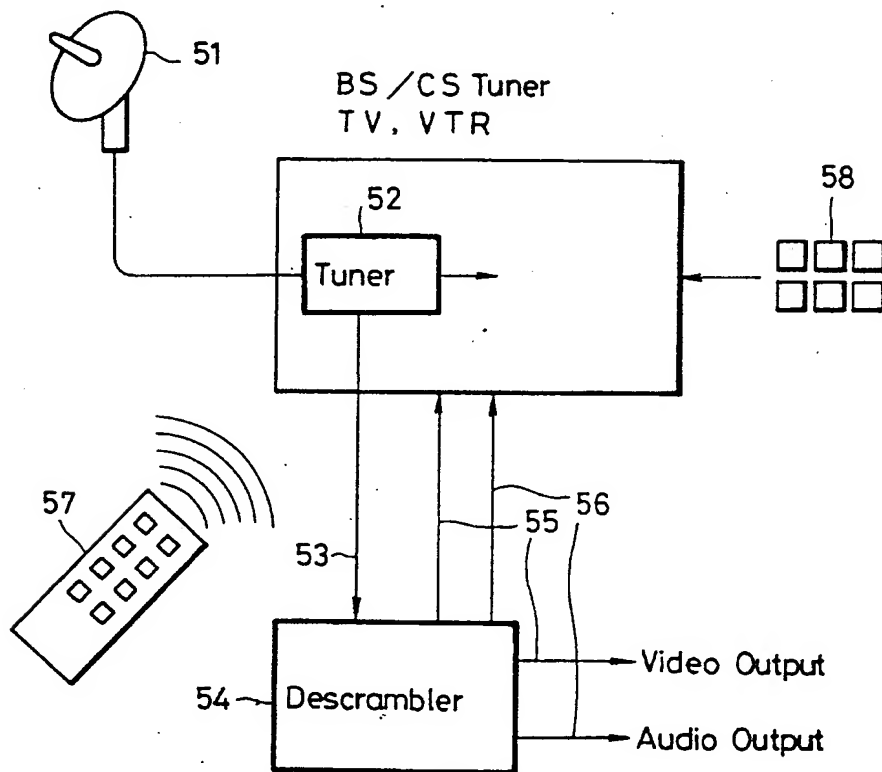 51
BS/CS Tuner
TV, VTR
52
58
Tuner
57
53
55
56
54
Descrambler
Video Output
Audio Output